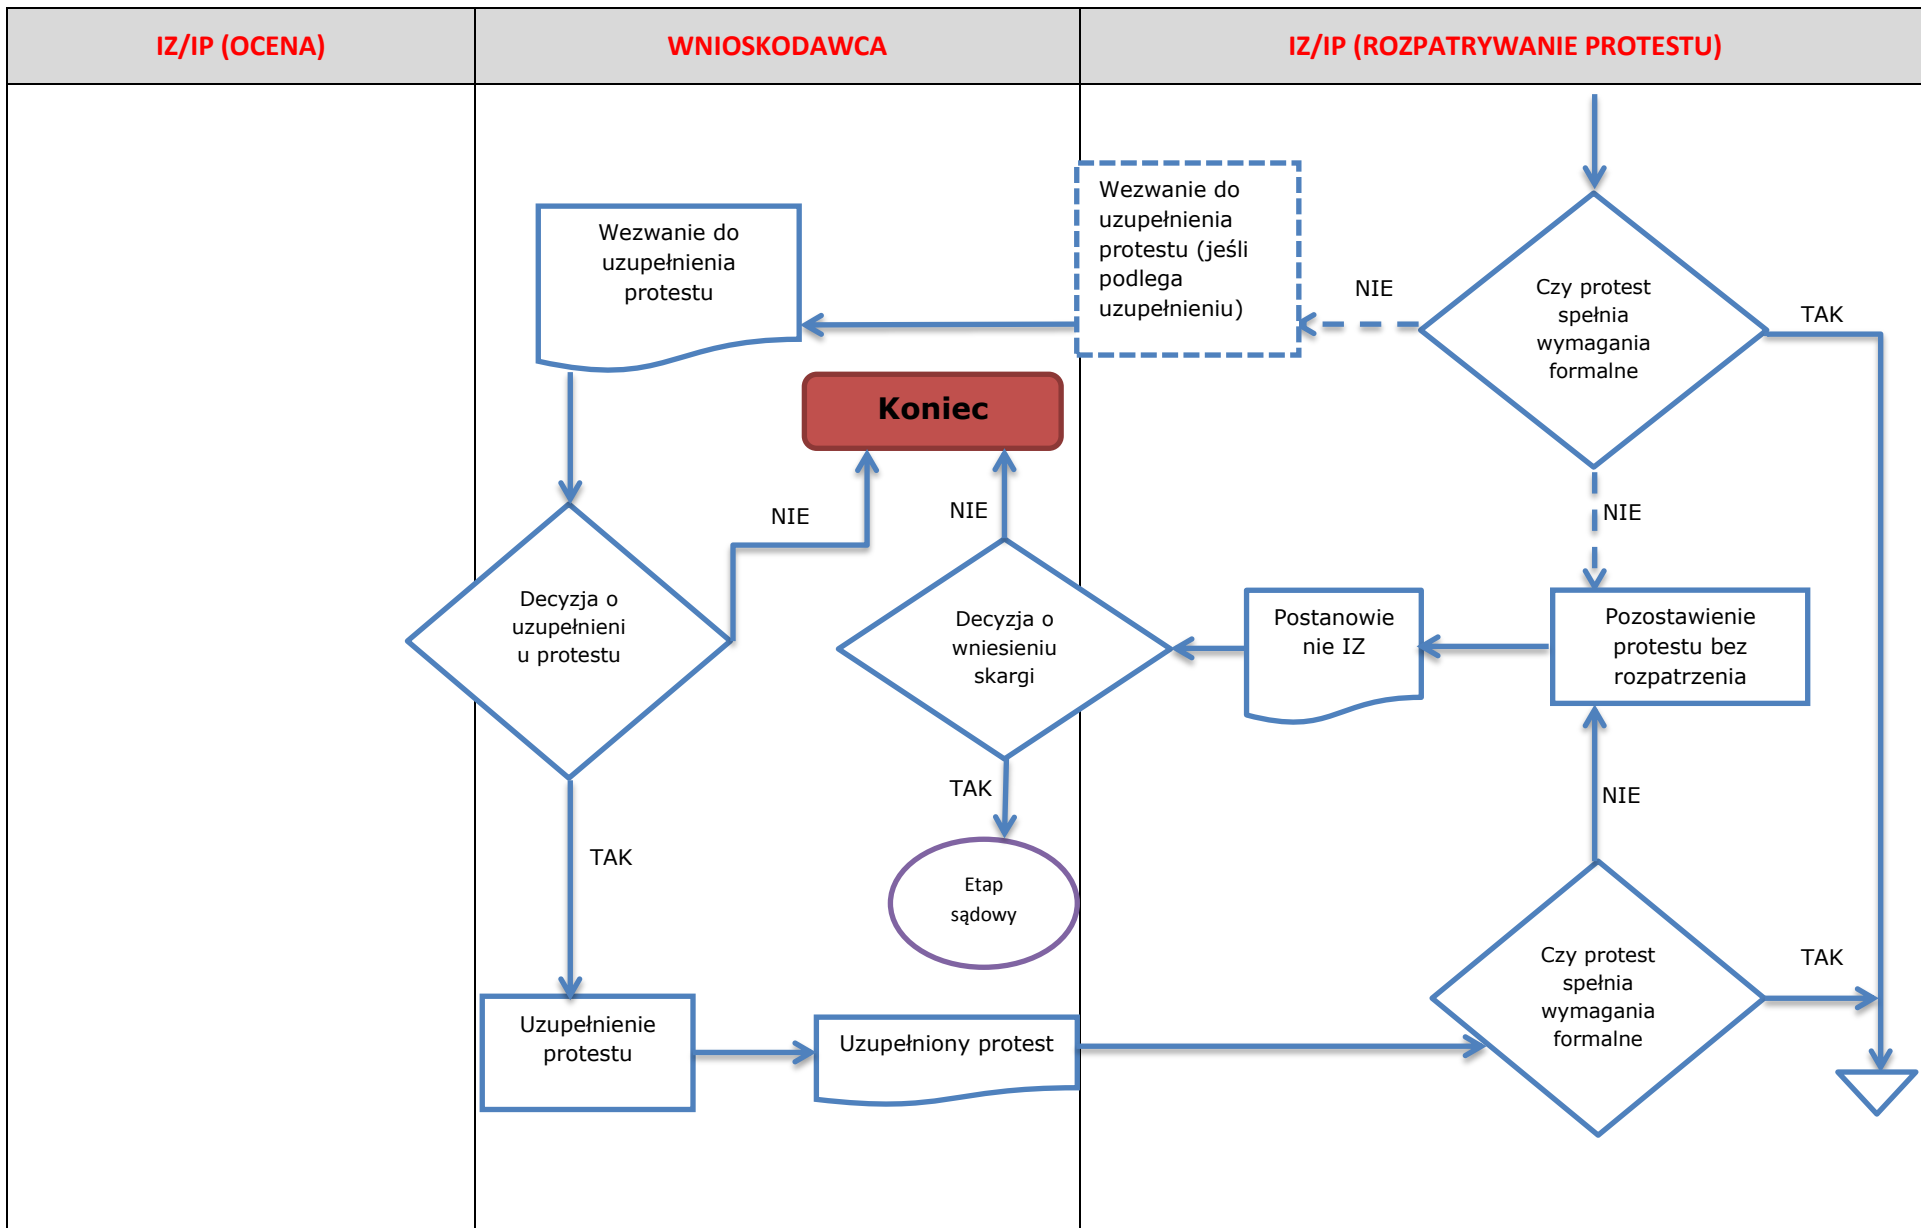 IZ/IP (OCENA)
WNIOSKODAWCA
IZ/IP (ROZPATRYWANIE PROTESTU)
Wezwanie do
uzupełnienia
protestu (jeśli
podlega
uzupełnieniu)
Wezwanie do
uzupełnienia
protestu
NIE
Czy protest
spełnia
wymagania
formalne
TAK
Koniec
NIE
NIE
NIE
Decyzja o
uzupełnieni
u protestu
Decyzja o
wniesieniu
skargi
Postanowie
nie IZ
Pozostawienie
protestu bez
rozpatrzenia
TAK
NIE
TAK
Etap
sądowy
Czy protest
spełnia
wymagania
formalne
TAK
Uzupełnienie
protestu
Uzupełniony protest